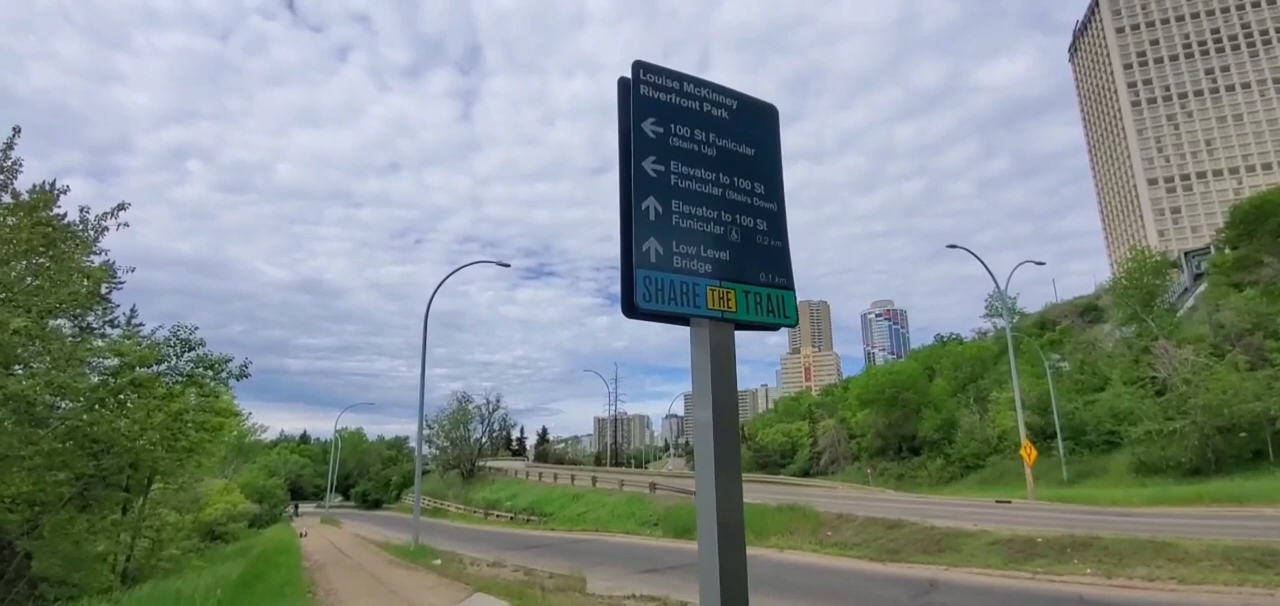 Louise McKinney
Riverfront Park
100 St Funicular
(Stairs Up)
Elevator to 100 St
Funicular (Stairs Down)
Elevator to 100 St
Funicular 0,2 km
Low Level
Bridge 0,1 km
SHARE THE TRAIL